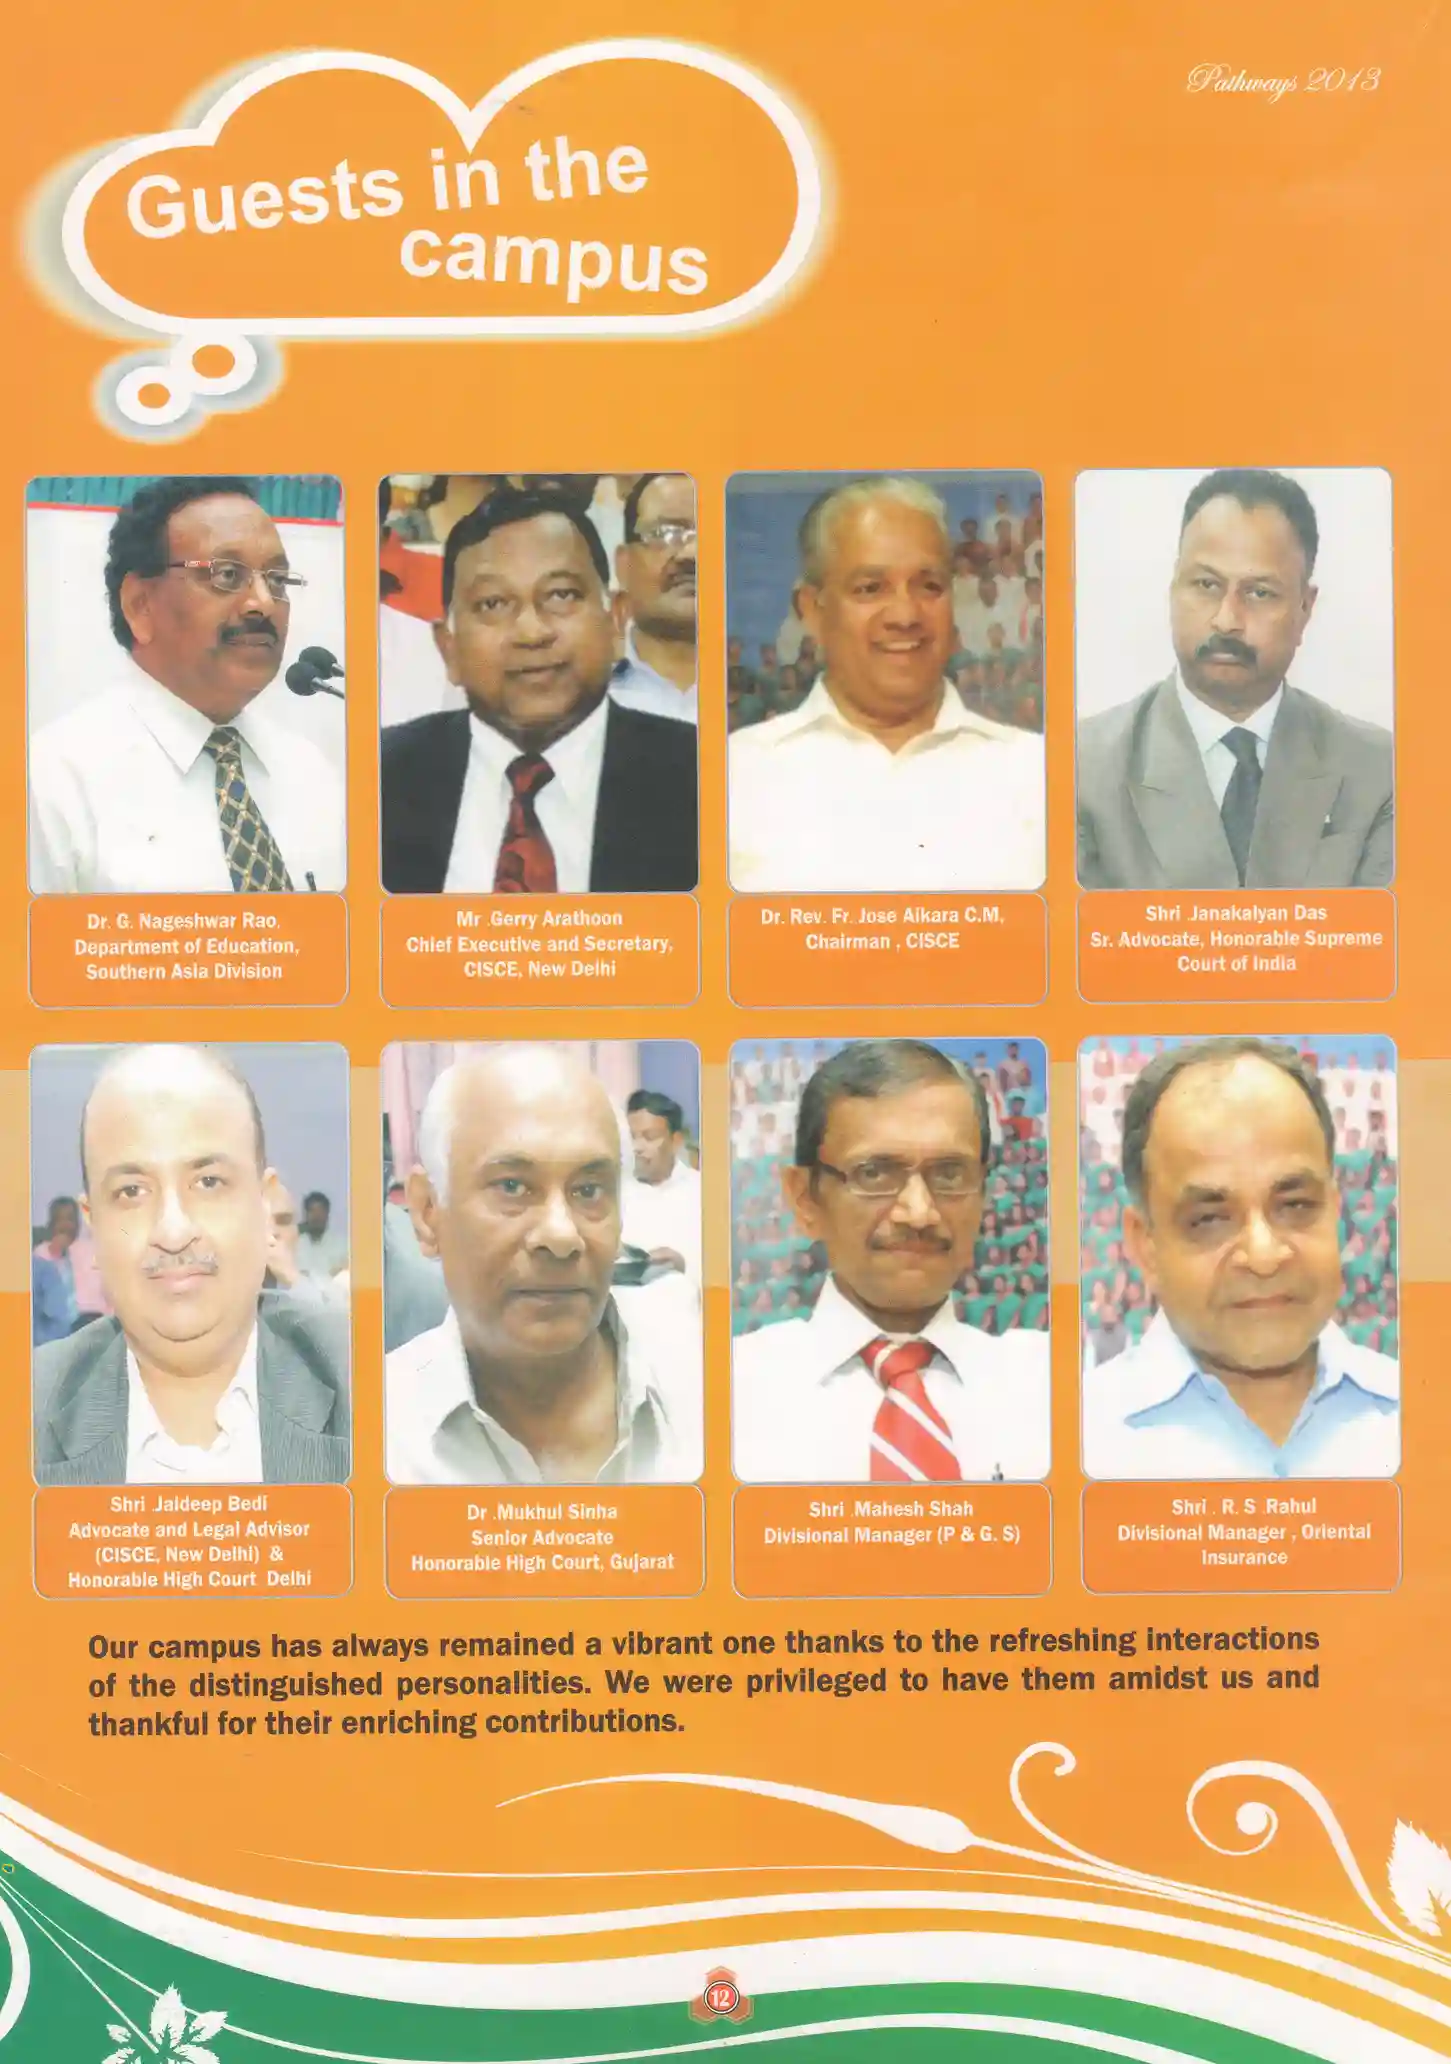 Pathways 2013
Guests in the
campus
Dr. G. Nageshwar Rao,
Department of Education,
Southern Asia Division
Mr .Gerry Arathoon
Chief Executive and Secretary,
CISCE, New Delhi
Dr. Rev. Fr. Jose Aikara C.M,
Chairman , CISCE
Shri .Janakalyan Das
Sr. Advocate, Honorable Supreme
Court of India
Shri .Jaideep Bedi
Advocate and Legal Advisor
(CISCE, New Delhi) &
Honorable High Court Delhi
Dr .Mukhul Sinha
Senior Advocate
Honorable High Court, Gujarat
Shri .Mahesh Shah
Divisional Manager (P & G. S)
Shri . R. S .Rahul
Divisional Manager , Oriental
Insurance
Our campus has always remained a vibrant one thanks to the refreshing interactions
of the distinguished personalities. We were privileged to have them amidst us and
thankful for their enriching contributions.
12